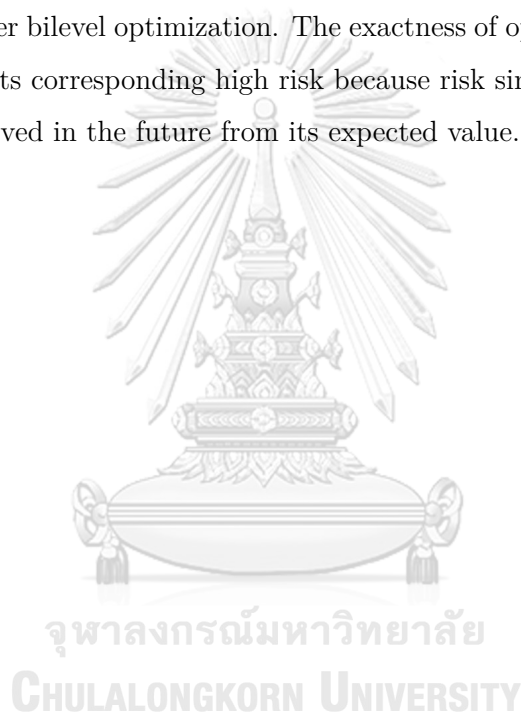 er bilevel optimization. The exactness of op
ts corresponding high risk because risk sin
ved in the future from its expected value.
จุฬาลงกรณ์มหาวิทยาลัย
CHULALONGKORN UNIVERSITY